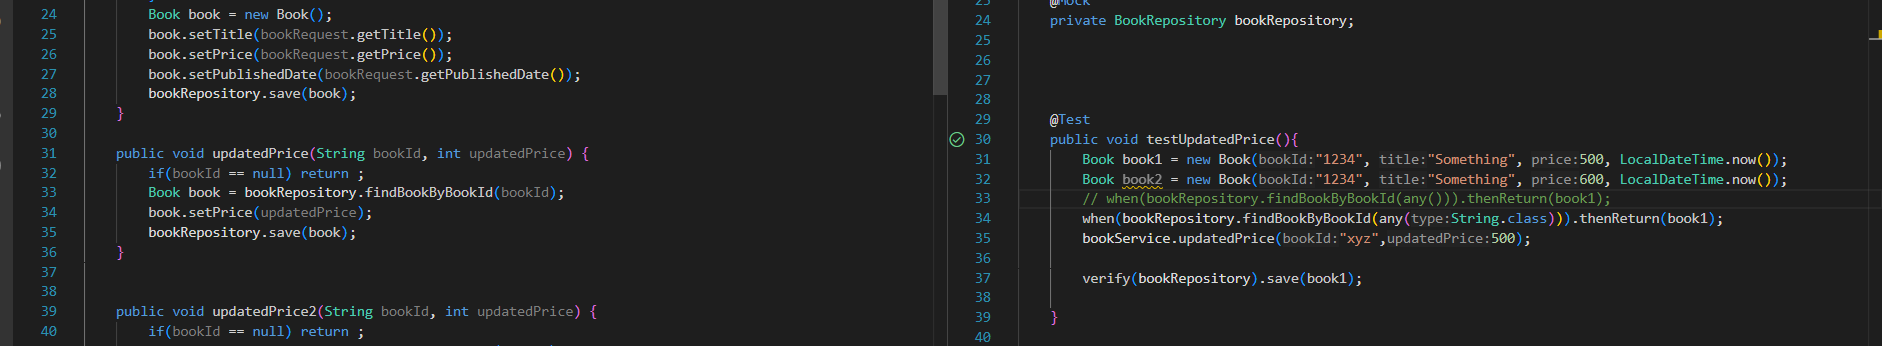 24 Book book = new Book();
25 book.setTitle(bookRequest.getTitle());
26 book.setPrice(bookRequest.getPrice());
27 book.setPublishedDate(bookRequest.getPublishedDate());
28 bookRepository.save(book);
29 }
30
31 public void updatedPrice(String bookId, int updatedPrice) {
32 if(bookId == null) return ;
33 Book book = bookRepository.findBookByBookId(bookId);
34 book.setPrice(updatedPrice);
35 bookRepository.save(book);
36 }
37
38
39 public void updatedPrice2(String bookId, int updatedPrice) {
40 if(bookId == null) return ;
23 @Mock
24 private BookRepository bookRepository;
25
26
27
28
29 @Test
30 public void testUpdatedPrice(){
31 Book book1 = new Book(bookId:"1234", title:"Something", price:500, LocalDateTime.now());
32 Book book2 = new Book(bookId:"1234", title:"Something", price:600, LocalDateTime.now());
33 // when(bookRepository.findBookByBookId(any())).thenReturn(book1);
34 when(bookRepository.findBookByBookId(any(type:String.class))).thenReturn(book1);
35 bookService.updatedPrice(bookId:"xyz",updatedPrice:500);
36
37 verify(bookRepository).save(book1);
38
39 }
40